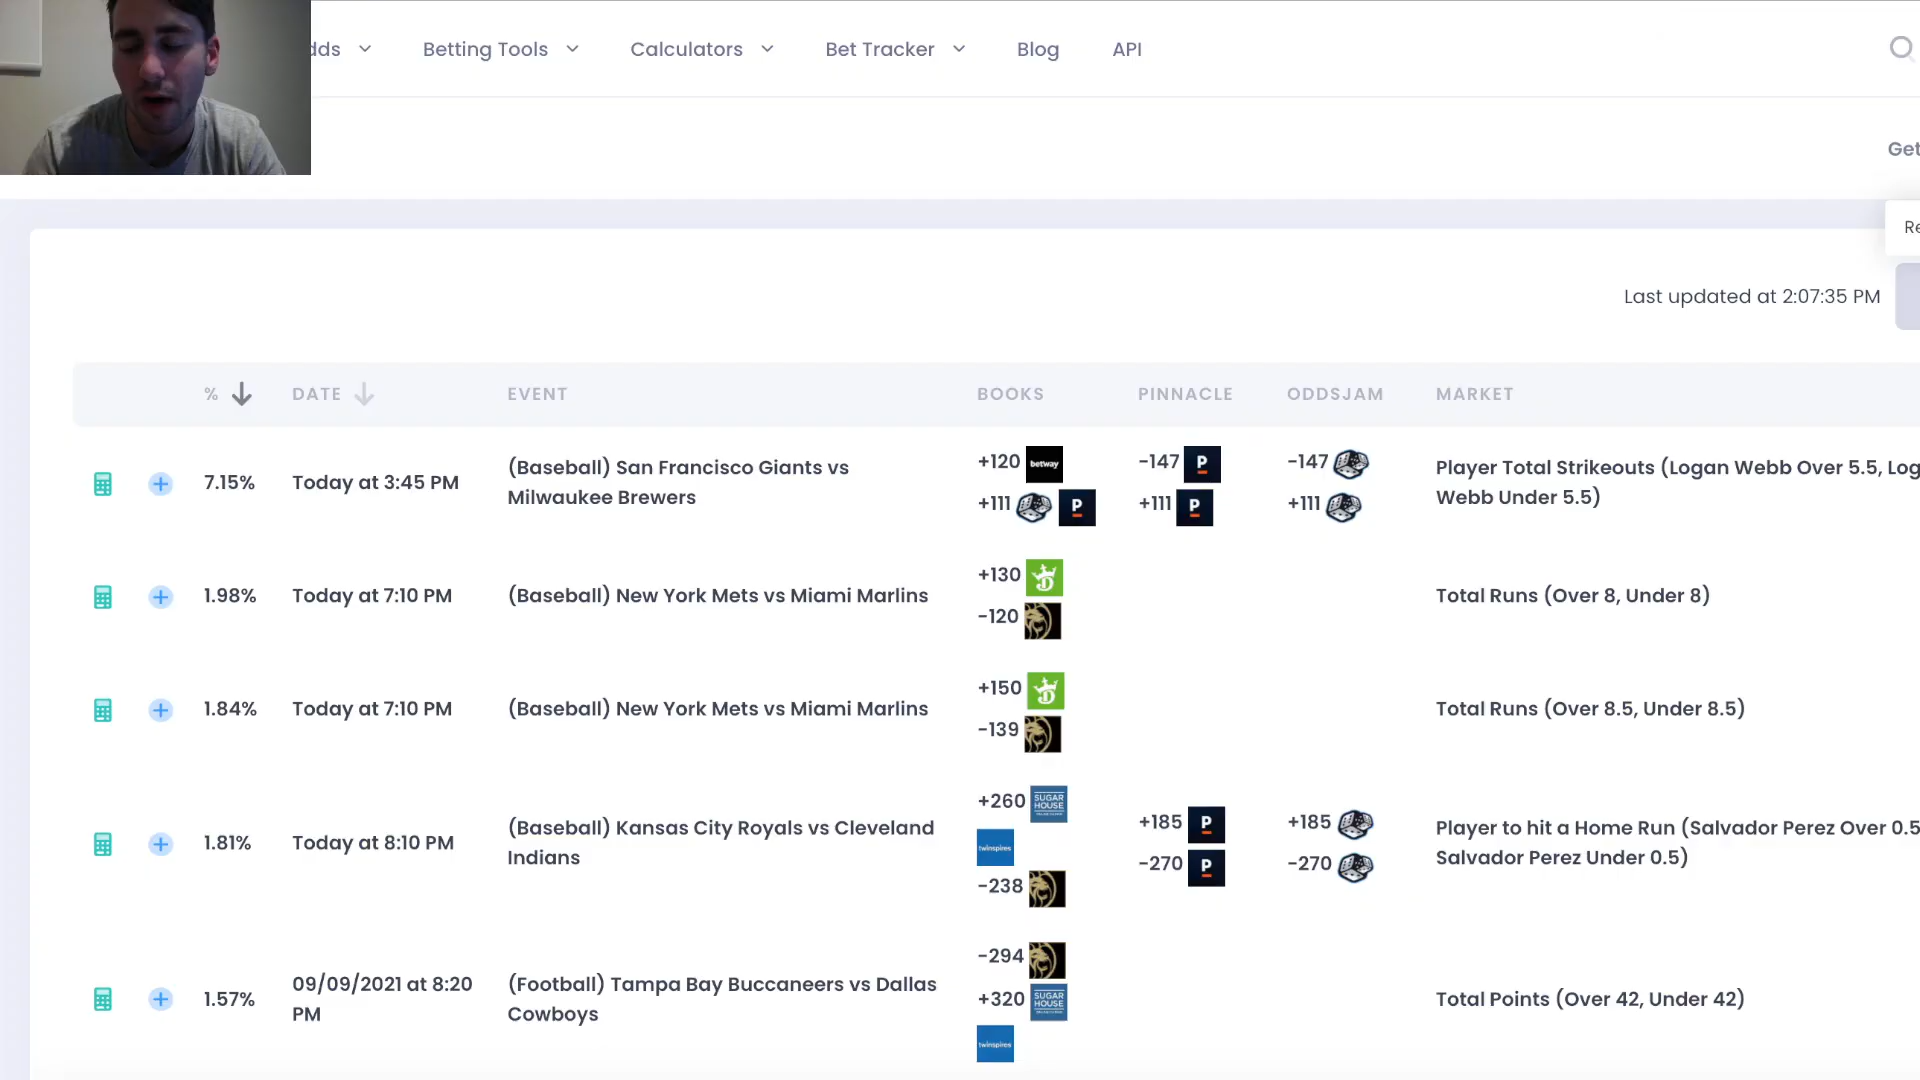 dds Betting Tools Calculators Bet Tracker Blog API
Get
Re
Last updated at 2:07:35 PM
% DATE EVENT BOOKS PINNACLE ODDSJAM MARKET
7.15% Today at 3:45 PM (Baseball) San Francisco Giants vs Milwaukee Brewers +120 betway +111 P -147 P +111 P -147 +111 Player Total Strikeouts (Logan Webb Over 5.5, Log Webb Under 5.5)
1.98% Today at 7:10 PM (Baseball) New York Mets vs Miami Marlins +130 -120 Total Runs (Over 8, Under 8)
1.84% Today at 7:10 PM (Baseball) New York Mets vs Miami Marlins +150 -139 Total Runs (Over 8.5, Under 8.5)
1.81% Today at 8:10 PM (Baseball) Kansas City Royals vs Cleveland Indians +260 SUGAR HOUSE twinspires -238 +185 P -270 P +185 -270 Player to hit a Home Run (Salvador Perez Over 0.5 Salvador Perez Under 0.5)
1.57% 09/09/2021 at 8:20 PM (Football) Tampa Bay Buccaneers vs Dallas Cowboys -294 +320 SUGAR HOUSE twinspires Total Points (Over 42, Under 42)